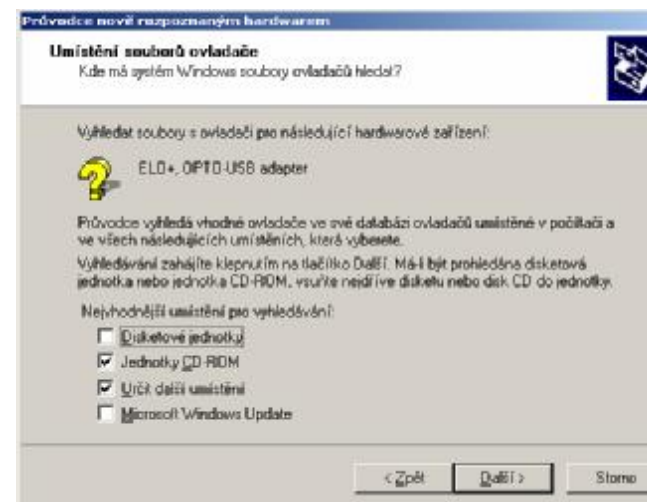 Průvodce nově rozpoznaným hardwarem
Umístění souborů ovladače
Kde má systém Windows soubory ovladačů hledat?
Vyhledat soubory s ovladači pro následující hardwarové zařízení:
ELO+, OPTO-USB adapter
Průvodce vyhledá vhodné ovladače ve své databázi ovladačů umístěné v počítači a
ve všech následujících umístěních, která vyberete.
Vyhledávání zahájíte klepnutím na tlačítko Další. Má-li být prohledána disketová
jednotka nebo jednotka CD-ROM, vsuňte nejdříve disketu nebo disk CD do jednotky.
Nejvhodnější umístění pro vyhledávání:
Disketové jednotky
Jednotky CD-ROM
Určit další umístění
Microsoft Windows Update
< Zpět Další > Storno